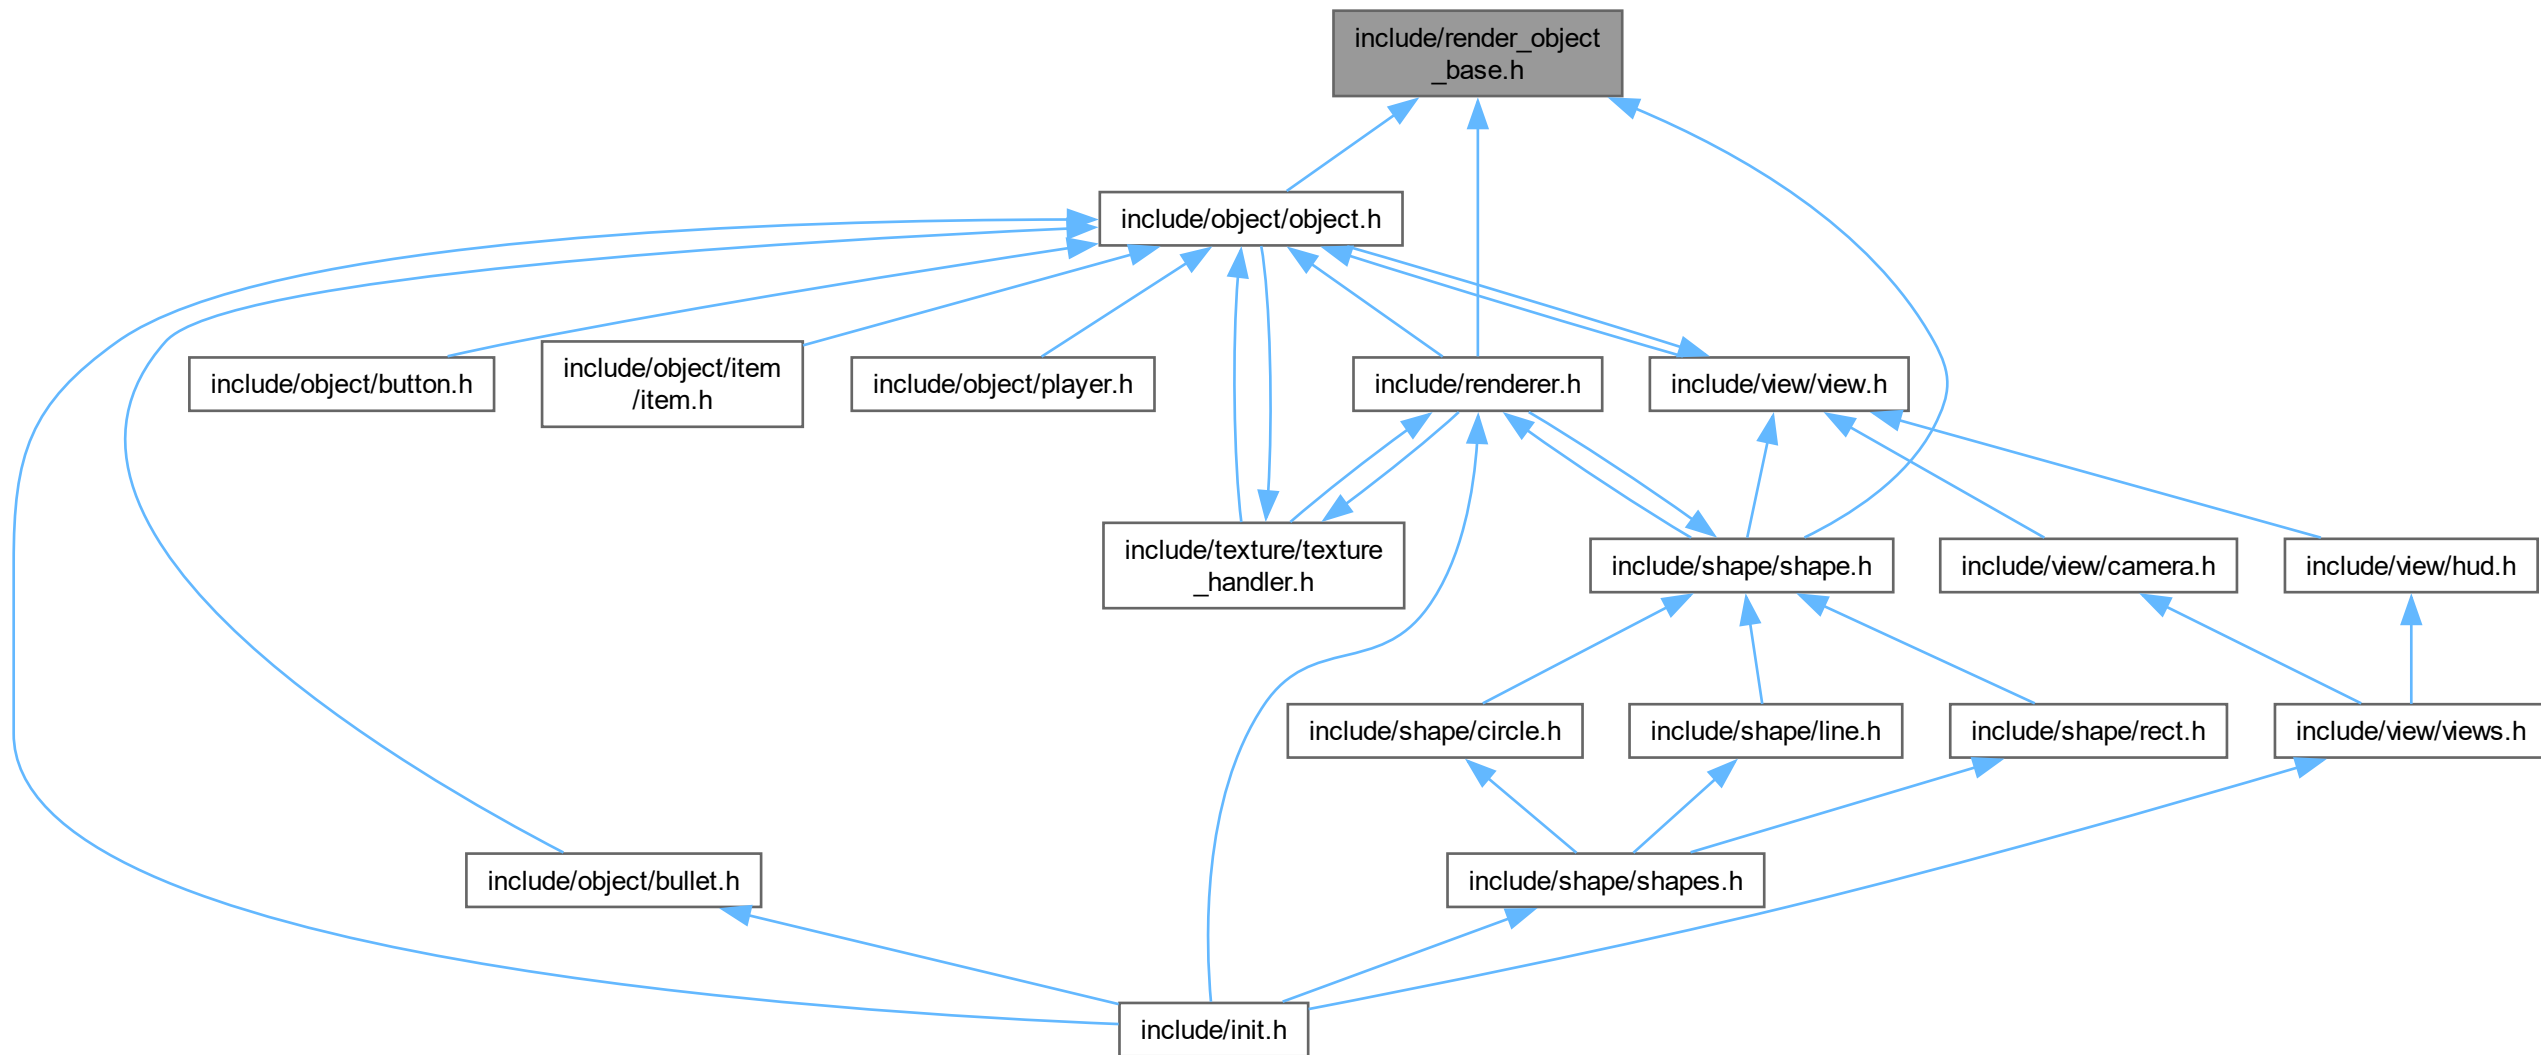 include/render_object
_base.h
include/object/object.h
include/object/button.h
include/object/item
/item.h
include/object/player.h
include/renderer.h
include/view/view.h
include/texture/texture
_handler.h
include/shape/shape.h
include/view/camera.h
include/view/hud.h
include/shape/circle.h
include/shape/line.h
include/shape/rect.h
include/view/views.h
include/object/bullet.h
include/shape/shapes.h
include/init.h